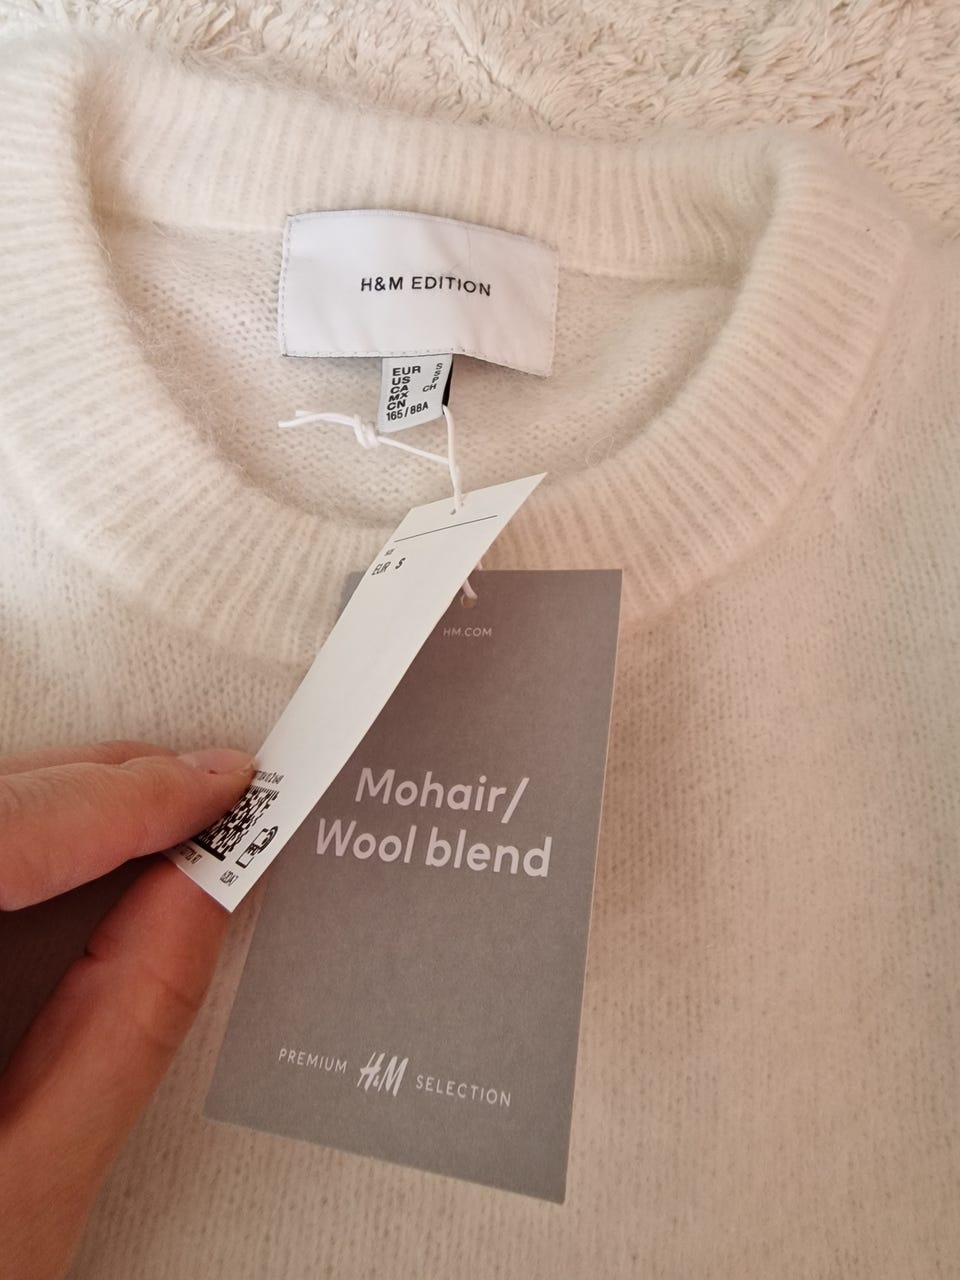 H&M EDITION
EUR S
US S
CA P
MX CH
CN
165/88A
EUR S
HM.COM
Mohair/
Wool blend
PREMIUM H&M SELECTION